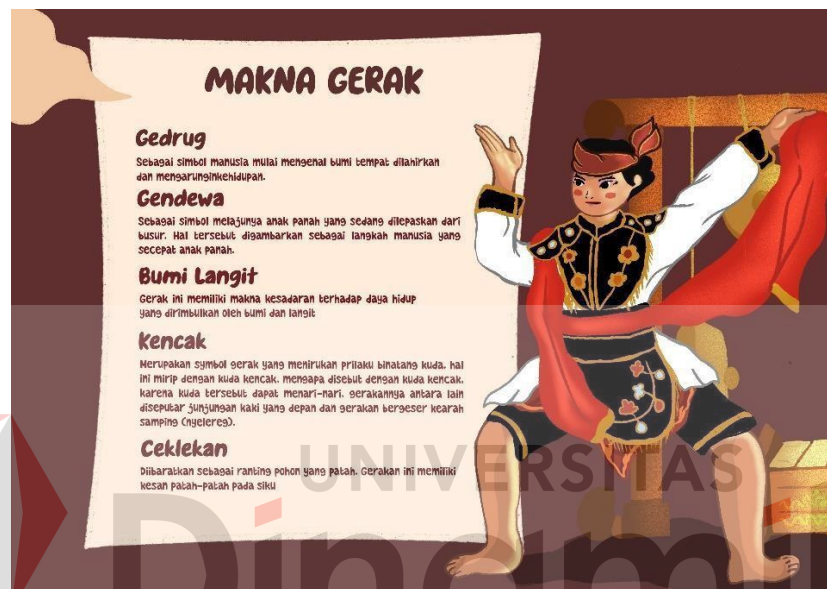 MAKNA GERAK
Gedrug
Sebagai simbol manusia mulai mengenal bumi tempat dilahirkan
dan mengarunginkehidupan.
Gendewa
Sebagai simbol melajunya anak panah yang sedang dilepaskan dari
busur. Hal tersebut digambarkan sebagai langkah manusia yang
secepat anak panah.
Bumi Langit
Gerak ini memiliki makna kesadaran terhadap daya hidup
yang dirimbulkan oleh bumi dan langit
Kencak
Merupakan symbol gerak yang menirukan prilaku binatang kuda. hal
ini mirip dengan kuda kencak. mengapa disebut dengan kuda kencak.
karena kuda tersebut dapat menari-nari. gerakannya antara lain
diseputar junjungan kaki yang depan dan gerakan bergeser kearah
samping (nyelereg).
Ceklekan
Diibaratkan sebagai ranting pohon yang patah. Gerakan ini memiliki
kesan patah-patah pada siku
UNIVERSITAS